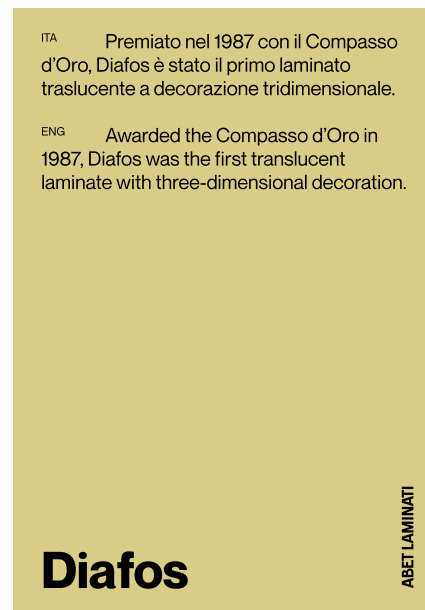 ITA Premiato nel 1987 con il Compasso
d’Oro, Diafos è stato il primo laminato
traslucente a decorazione tridimensionale.
ENG Awarded the Compasso d’Oro in
1987, Diafos was the first translucent
laminate with three-dimensional decoration.
Diafos
ABET LAMINATI